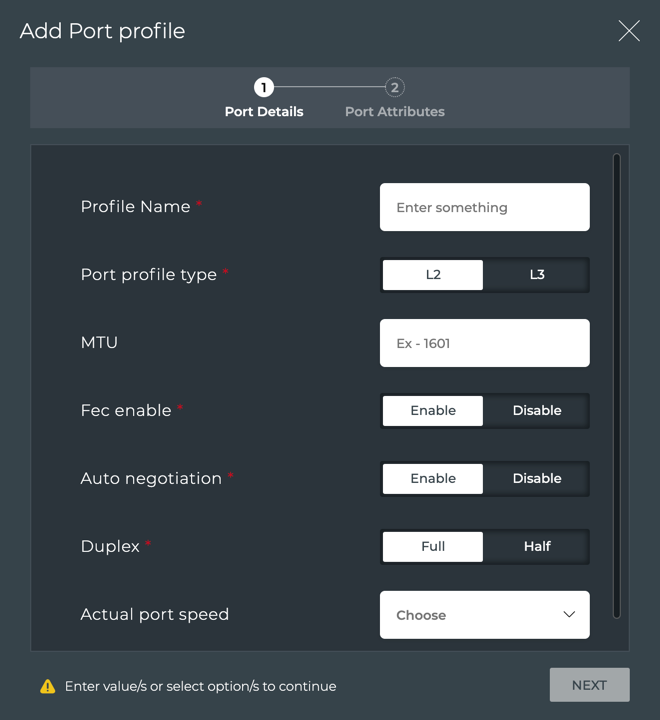 Add Port profile
1 2
Port Details Port Attributes
Profile Name * Enter something
Port profile type * L2 L3
MTU Ex - 1601
Fec enable * Enable Disable
Auto negotiation * Enable Disable
Duplex * Full Half
Actual port speed Choose
Enter value/s or select option/s to continue NEXT